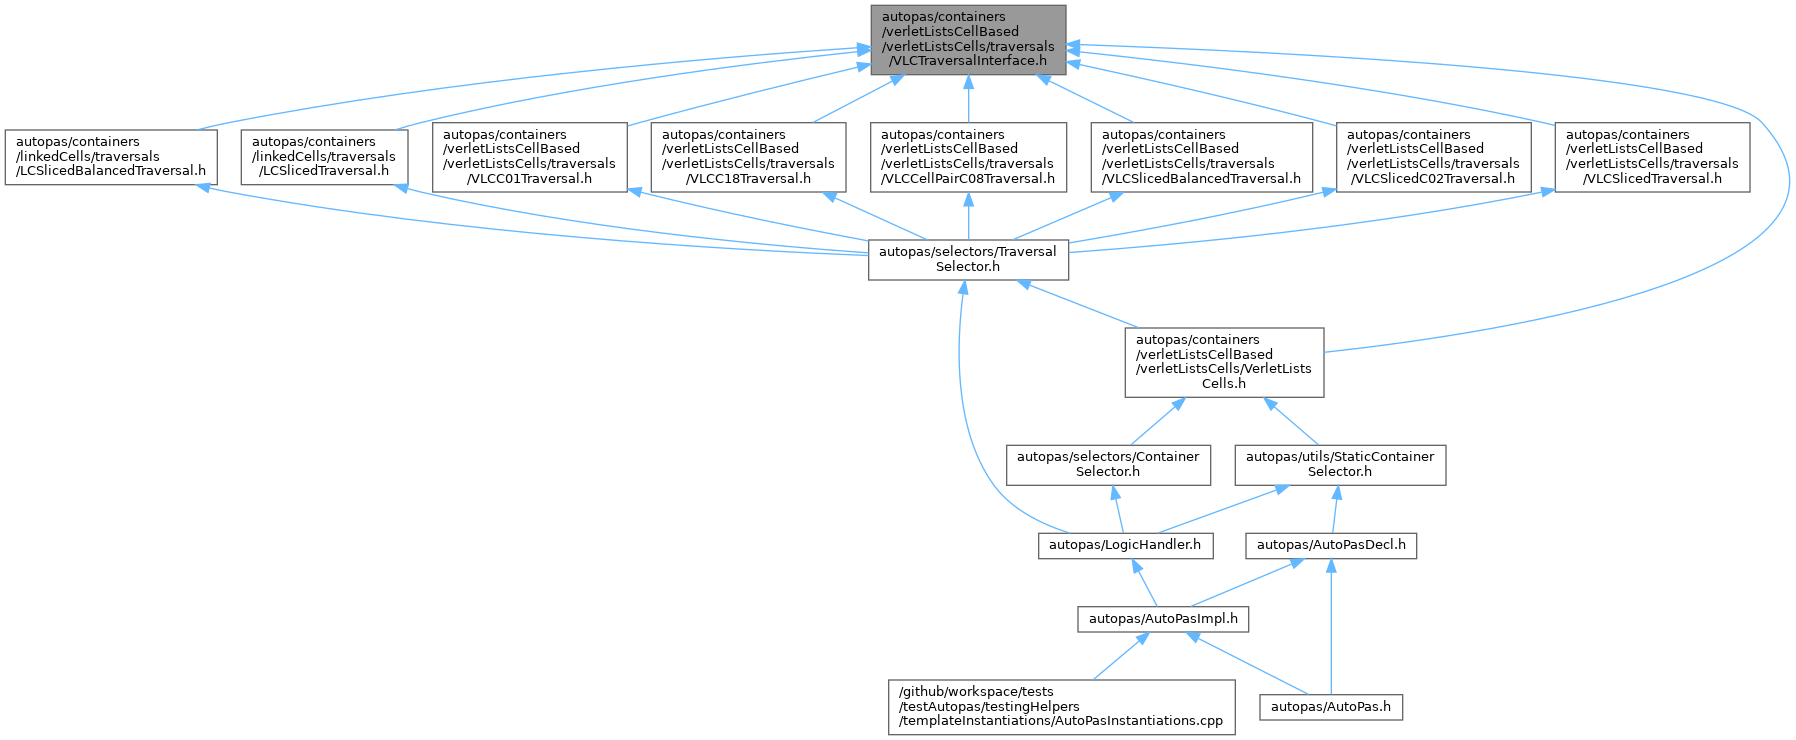 autopas/containers
/verletListsCellBased
/verletListsCells/traversals
/VLCTraversalInterface.h
autopas/containers
/linkedCells/traversals
/LCSlicedBalancedTraversal.h
autopas/containers
/linkedCells/traversals
/LCSlicedTraversal.h
autopas/containers
/verletListsCellBased
/verletListsCells/traversals
/VLCC01Traversal.h
autopas/containers
/verletListsCellBased
/verletListsCells/traversals
/VLCC18Traversal.h
autopas/containers
/verletListsCellBased
/verletListsCells/traversals
/VLCCellPairC08Traversal.h
autopas/containers
/verletListsCellBased
/verletListsCells/traversals
/VLCSlicedBalancedTraversal.h
autopas/containers
/verletListsCellBased
/verletListsCells/traversals
/VLCSlicedC02Traversal.h
autopas/containers
/verletListsCellBased
/verletListsCells/traversals
/VLCSlicedTraversal.h
autopas/selectors/Traversal
Selector.h
autopas/containers
/verletListsCellBased
/verletListsCells/VerletLists
Cells.h
autopas/selectors/Container
Selector.h
autopas/utils/StaticContainer
Selector.h
autopas/LogicHandler.h
autopas/AutoPasDecl.h
autopas/AutoPasImpl.h
/github/workspace/tests
/testAutopas/testingHelpers
/templateInstantiations/AutoPasInstantiations.cpp
autopas/AutoPas.h